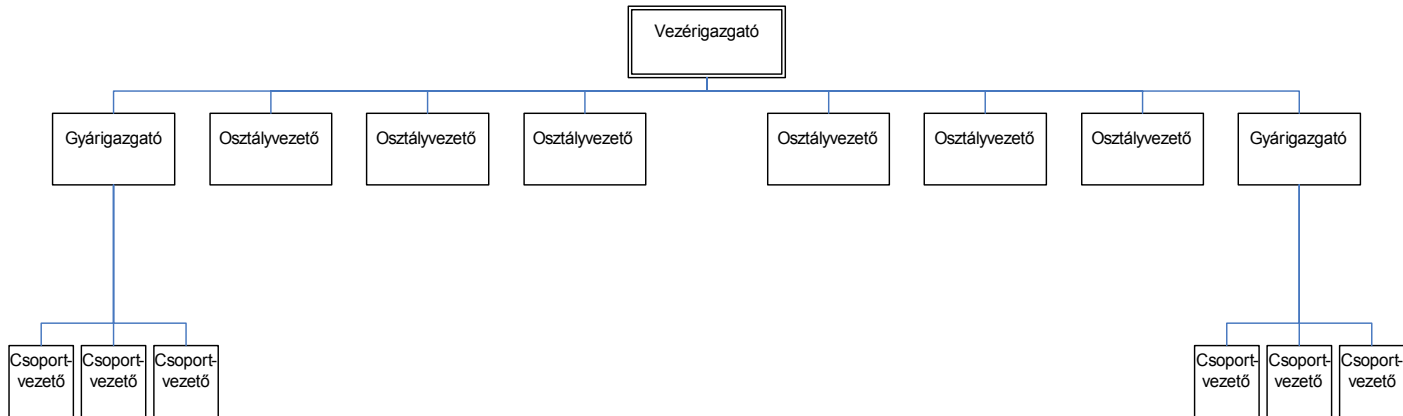 Vezérigazgató
Gyárigazgató
Osztályvezető
Osztályvezető
Osztályvezető
Osztályvezető
Osztályvezető
Osztályvezető
Gyárigazgató
Csoport-
vezető
Csoport-
vezető
Csoport-
vezető
Csoport-
vezető
Csoport-
vezető
Csoport-
vezető